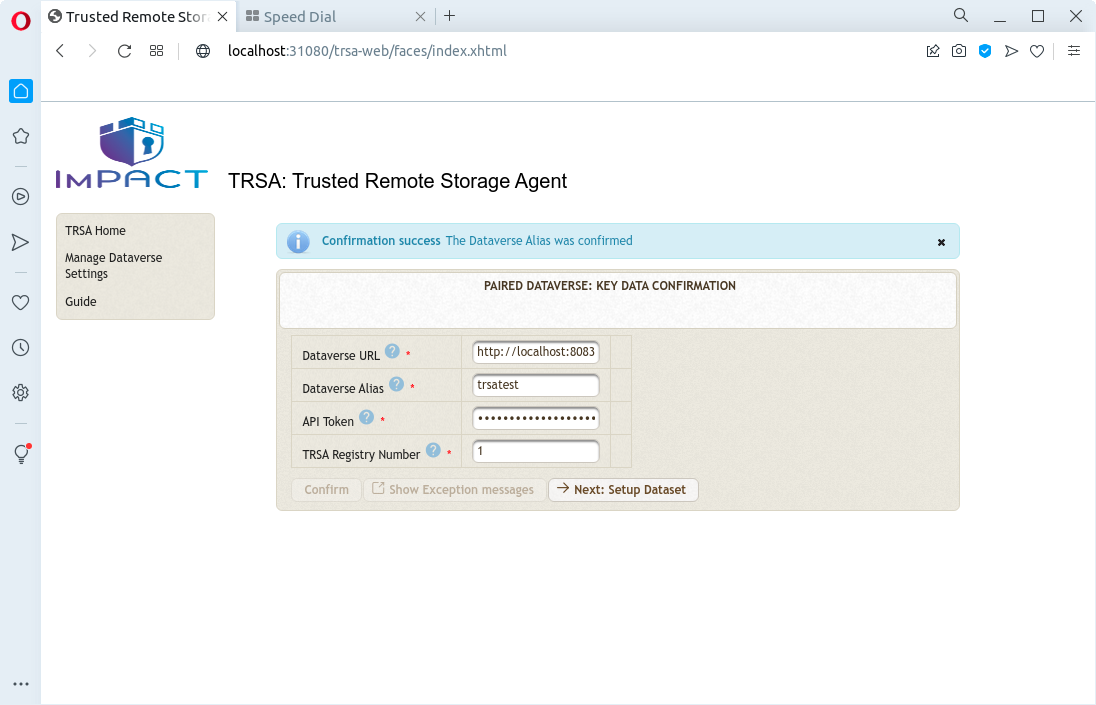 Trusted Remote Stor
Speed Dial
localhost:31080/trsa-web/faces/index.xhtml
IMPACT
TRSA: Trusted Remote Storage Agent
TRSA Home
Manage Dataverse
Settings
Guide
Confirmation success The Dataverse Alias was confirmed
PAIRED DATAVERSE: KEY DATA CONFIRMATION
Dataverse URL ? * http://localhost:8083
Dataverse Alias ? * trsatest
API Token ? * ••••••••••••••••••
TRSA Registry Number ? * 1
Confirm Show Exception messages Next: Setup Dataset